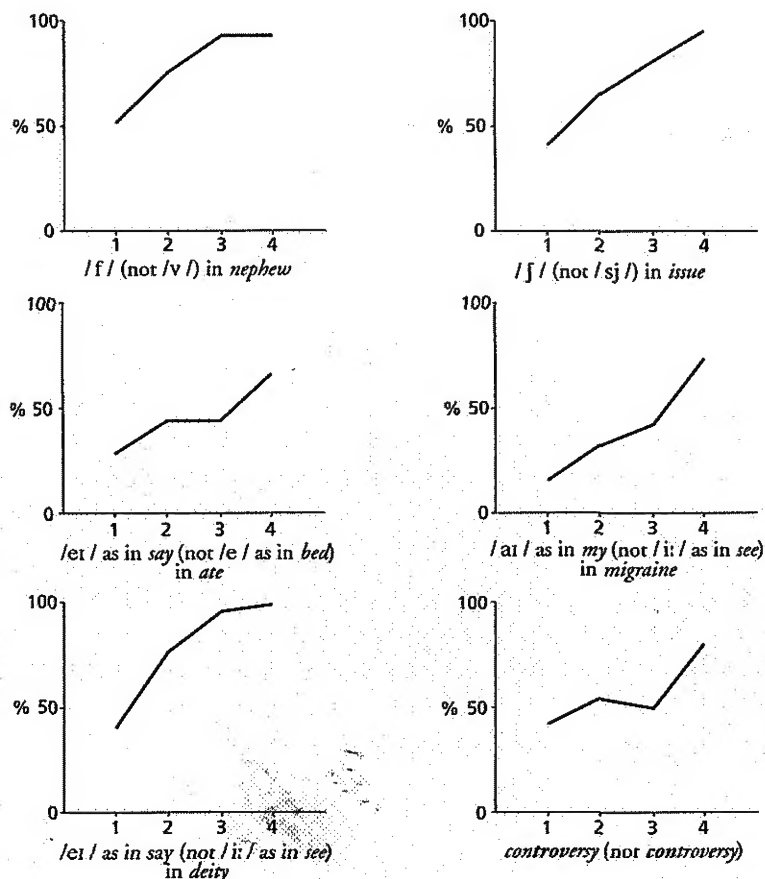 100
% 50
0
1 2 3 4
/f/ (not /v/) in nephew
100
% 50
0
1 2 3 4
/ʃ/ (not /sj/) in issue
100
% 50
0
1 2 3 4
/eɪ/ as in say (not /e/ as in bed)
in ate
100
% 50
0
1 2 3 4
/aɪ/ as in my (not /iː/ as in see)
in migraine
100
% 50
0
1 2 3 4
/eɪ/ as in say (not /iː/ as in see)
in deity
100
% 50
0
1 2 3 4
controversy (not controversy)